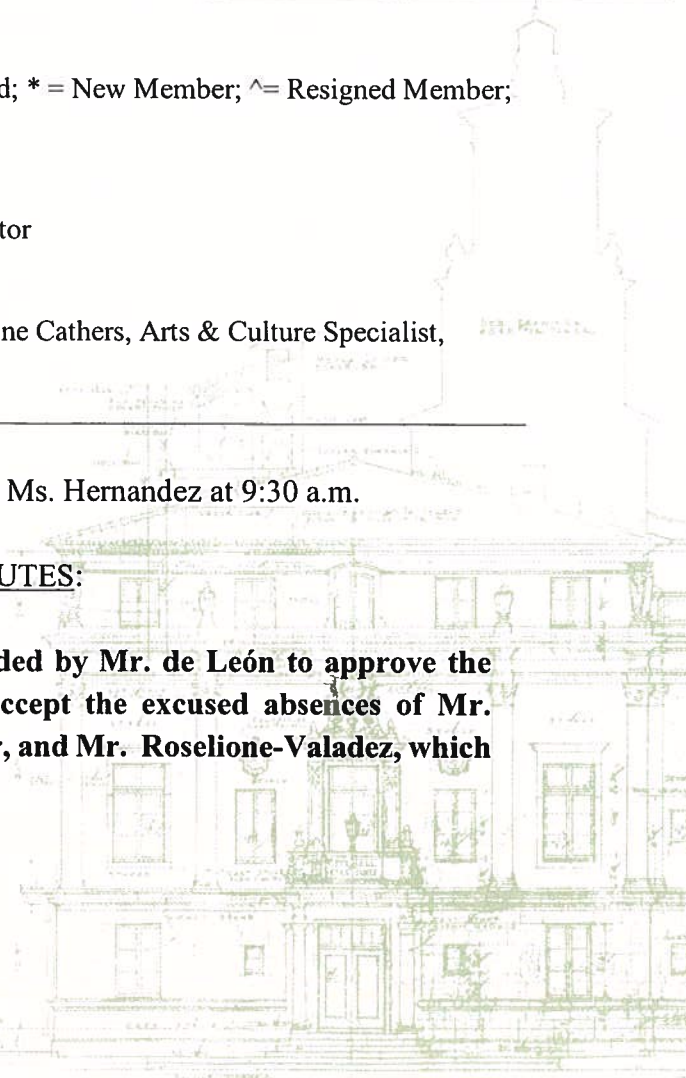 d; * = New Member; ^= Resigned Member;
tor
ne Cathers, Arts & Culture Specialist,
Ms. Hernandez at 9:30 a.m.
UTES:
ded by Mr. de León to approve the
ccept the excused absences of Mr.
r, and Mr. Roselione-Valadez, which